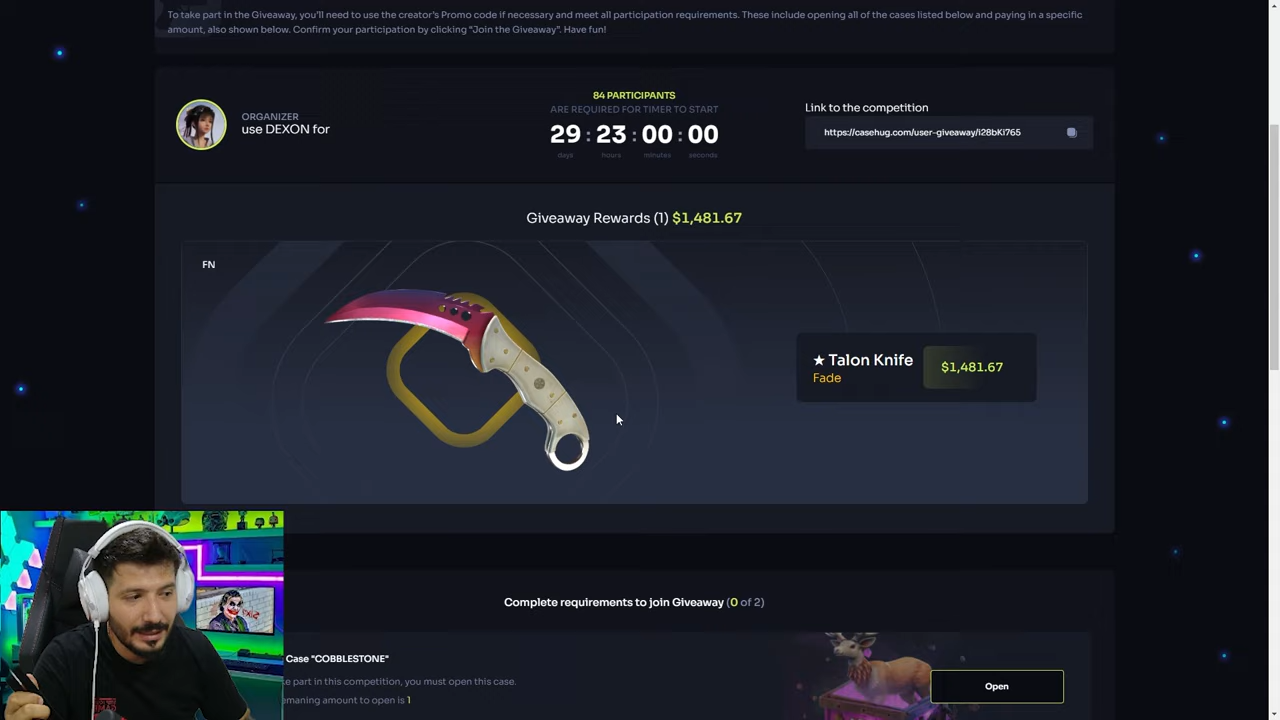 To take part in the Giveaway, you'll need to use the creator's Promo code if necessary and meet all participation requirements. These include opening all of the cases listed below and paying in a specific
amount, also shown below. Confirm your participation by clicking "Join the Giveaway". Have fun!
ORGANIZER
use DEXON for
84 PARTICIPANTS
ARE REQUIRED FOR TIMER TO START
29 : 23 : 00 : 00
days hours minutes seconds
Link to the competition
https://casehug.com/user-giveaway/i28bKI765
Giveaway Rewards (1) $1,481.67
FN
★ Talon Knife
Fade
$1,481.67
Complete requirements to join Giveaway (0 of 2)
Case "COBBLESTONE"
ke part in this competition, you must open this case.
emaining amount to open is 1
Open